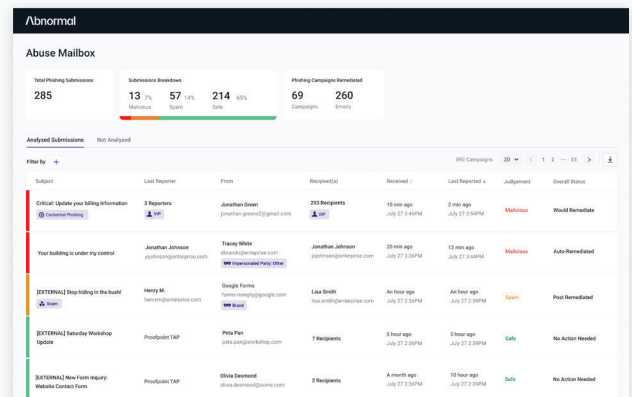 Abnormal
Abuse Mailbox
Total Phishing Submissions
285
Submissions Breakdown
13 7% 57 14% 214 65%
Malicious Spam Safe
Phishing Campaigns Remediated
69 260
Campaigns Emails
Analyzed Submissions Not Analyzed
Filter by +
692 Campaigns 20 < 1 2 ... 23 >
Subject Last Reporter From Recipient(s) Received ↑ Last Reported ↓ Judgement Overall Status
Critical: Update your billing information 3 Reporters Jonathan Green 293 Recipients 10 min ago 2 min ago Malicious Would Remediate
Credential Phishing VIP jonathan.greens2@gmail.com VIP July 27 3:46PM July 27 3:54PM
Your building is under my control Jonathan Johnson Tracey White Jonathan Johnson 20 min ago 12 min ago Malicious Auto-Remediated
jojohnson@enterprise.com jojohnson@enterprise.com July 27 3:36PM July 27 3:44PM
Impersonated Party: Other
[EXTERNAL] Stop hiding in the bush! Henry M. Google Forms Lisa Smith An hour ago An hour ago Spam Post Remediated
Spam henrym@enterprise.com forms-noreply@google.com lisa.smith@enterprise.com July 27 2:36PM July 27 2:39PM
Brand
[EXTERNAL] Saturday Workshop Update Proofpoint TAP Peta Pan 7 Recipients 5 hour ago 5 hour ago Safe No Action Needed
peta.pan@workshop.com July 27 2:36PM July 27 2:39PM
[EXTERNAL] New Form Inquiry: Website Contact Form Proofpoint TAP Olivia Desmond 2 Recipients A month ago 10 hour ago Safe No Action Needed
olivia.desmond@acme.com July 27 2:36PM July 27 2:39PM